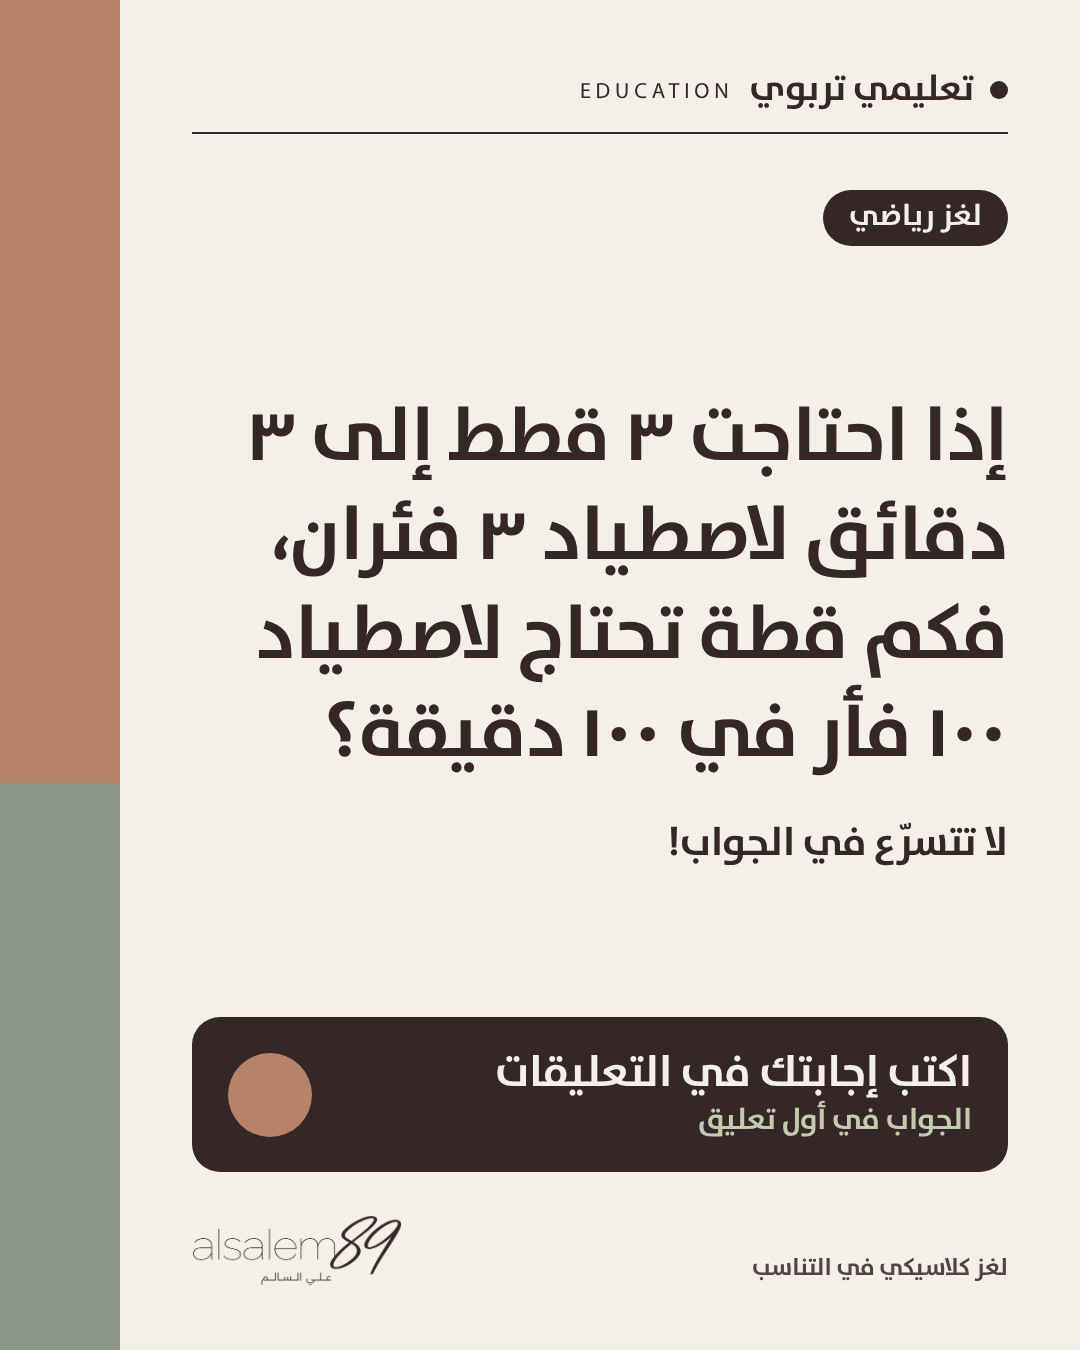 تعليمي تربوي EDUCATION
لغز رياضي
إذا احتاجت ٣ قطط إلى ٣
دقائق لاصطياد ٣ فئران،
فكم قطة تحتاج لاصطياد
١٠٠ فأر في ١٠٠ دقيقة؟
لا تتسرّع في الجواب!
اكتب إجابتك في التعليقات
الجواب في أول تعليق
لغز كلاسيكي في التناسب
alsalem89
علي السالم